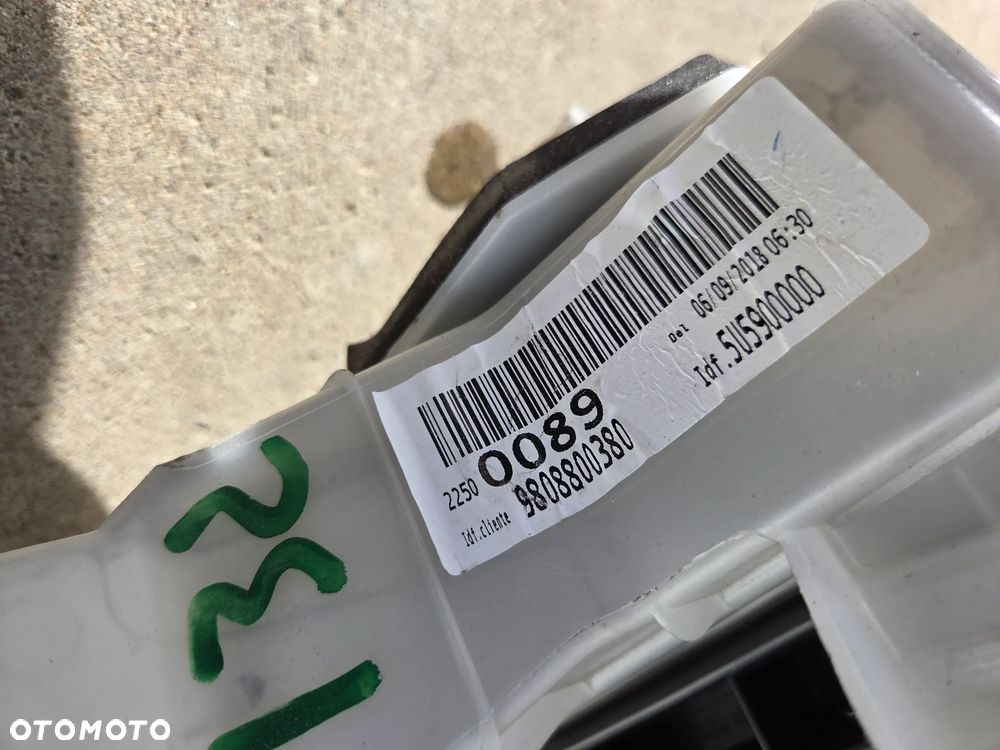 Del 06/09/2018 06:30
2250 0089 Idf.5U5900000
Idf.cliente 9808800380
OTOMOTO